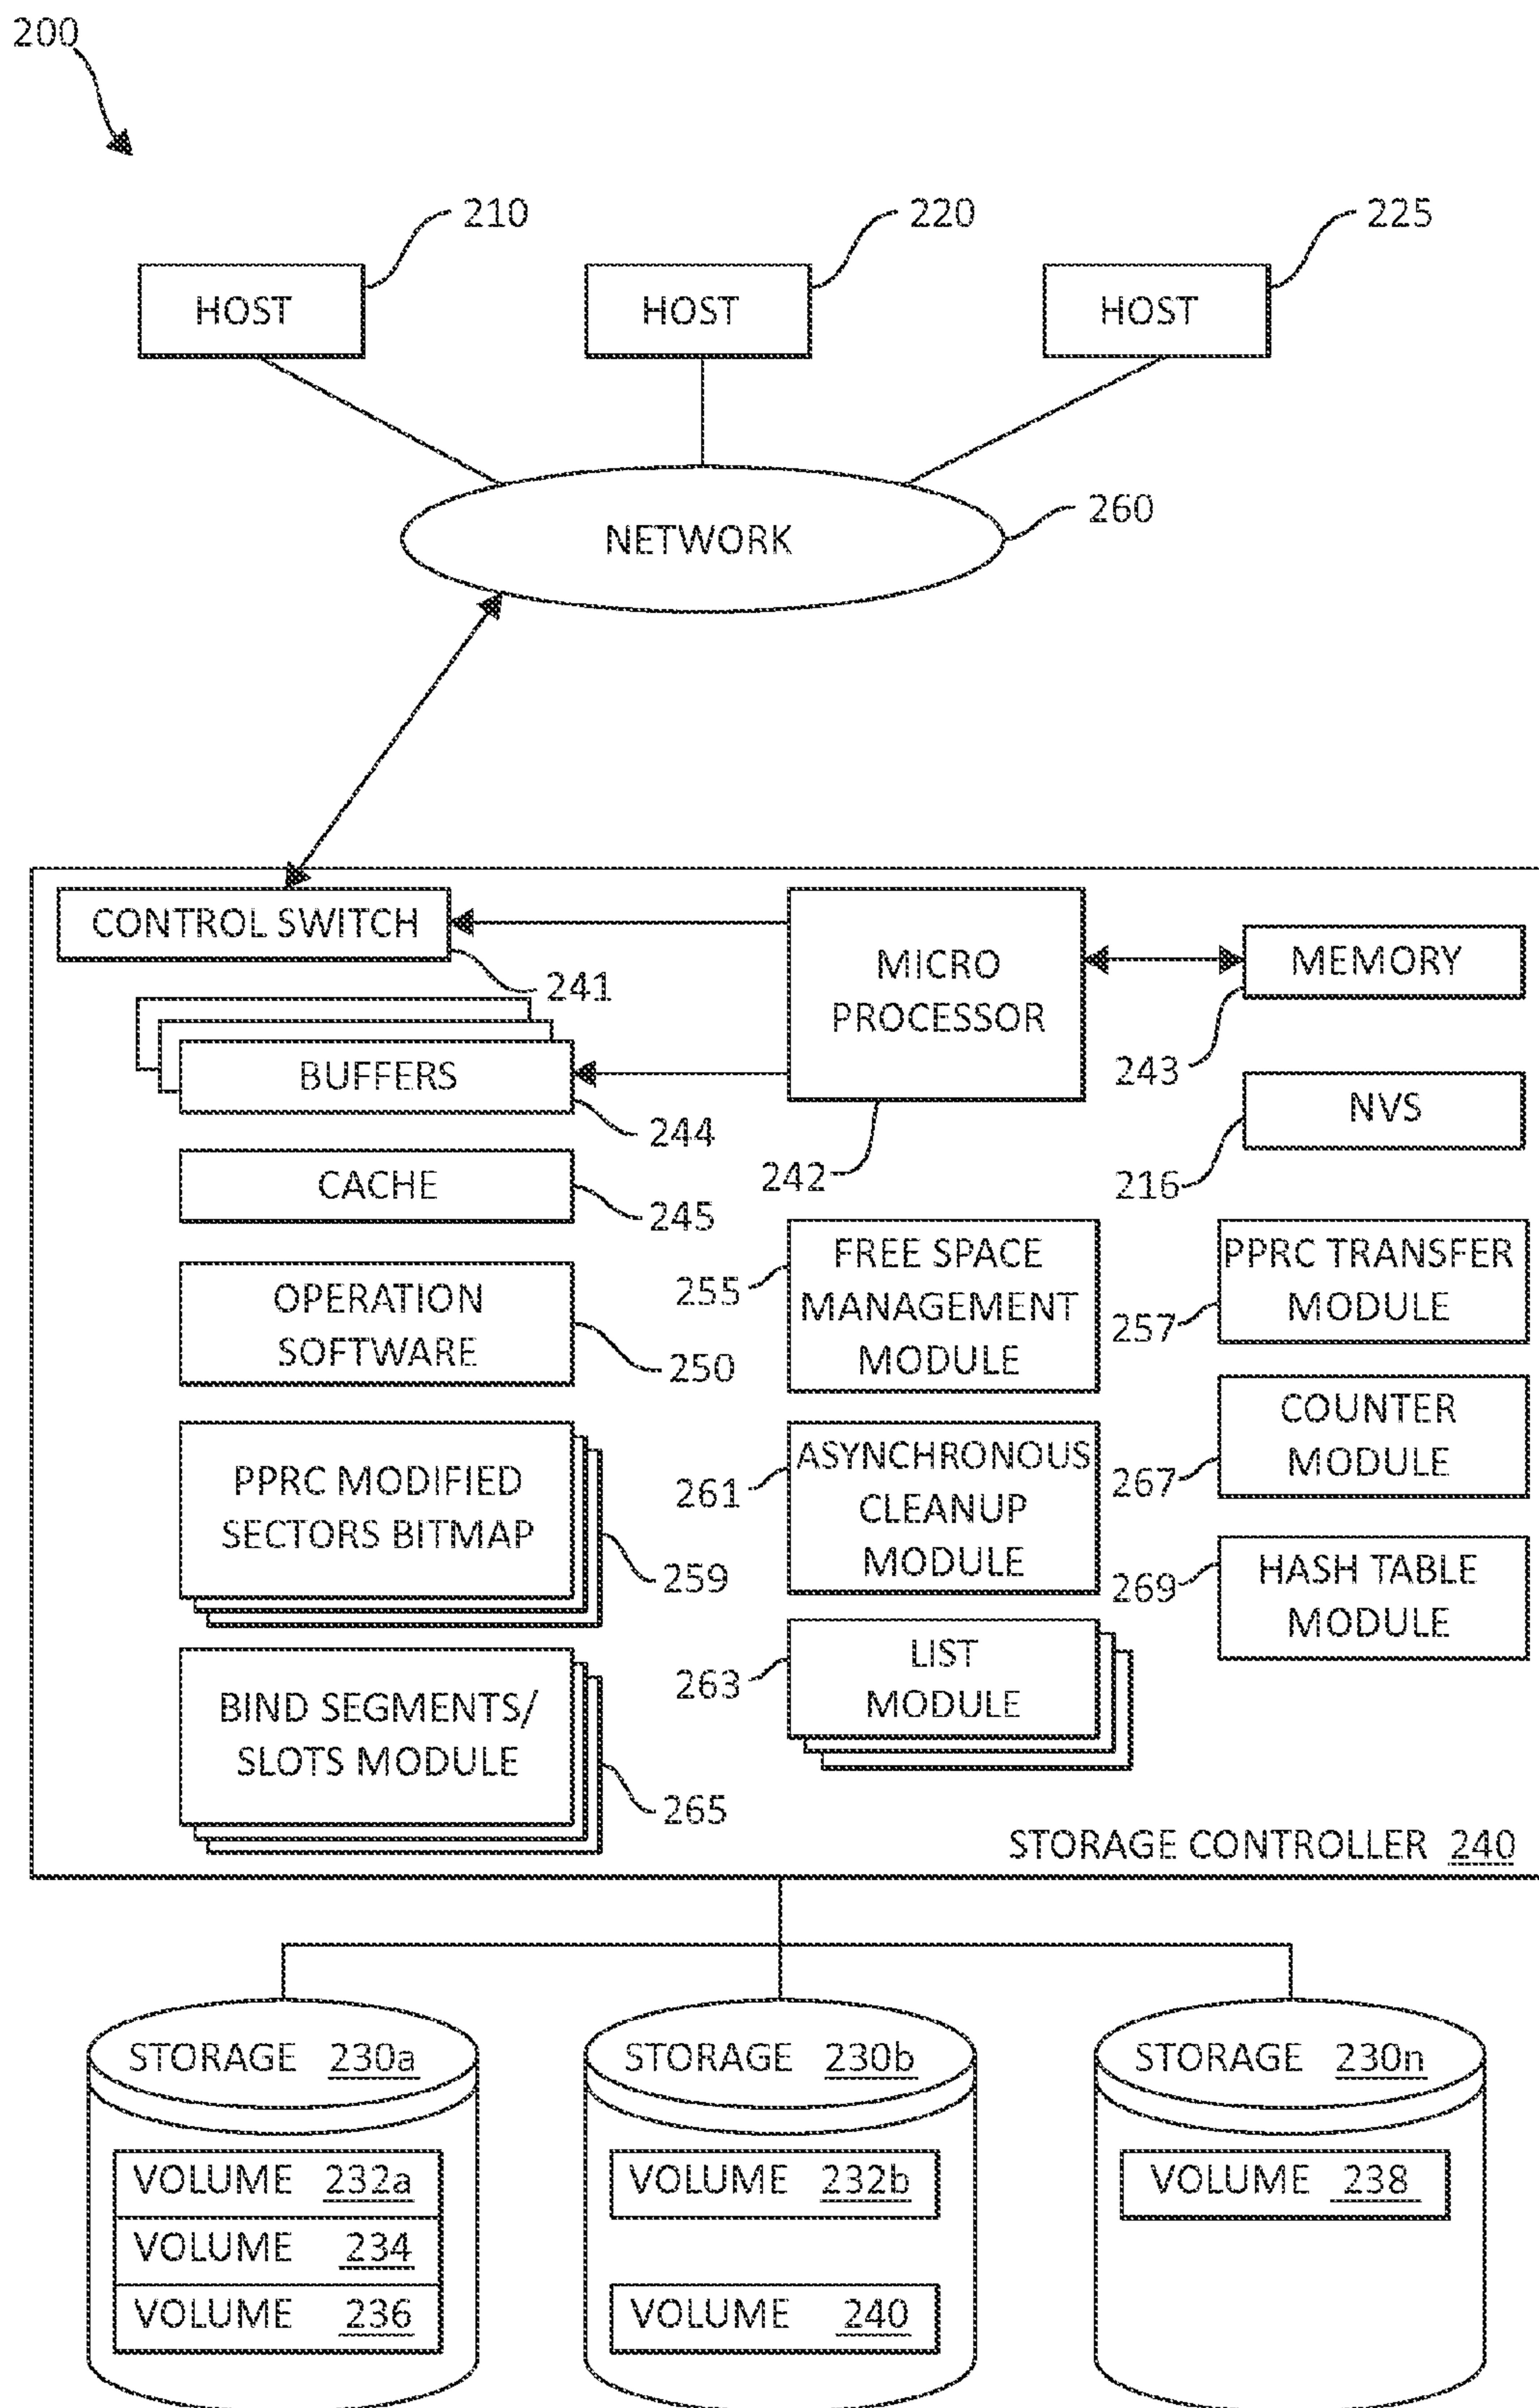 200
210
220
225
HOST
HOST
HOST
260
NETWORK
CONTROL SWITCH
241
MICRO
PROCESSOR
MEMORY
243
BUFFERS
244
242
NVS
216
CACHE
245
FREE SPACE
MANAGEMENT
MODULE
255
PPRC TRANSFER
MODULE
257
OPERATION
SOFTWARE
250
COUNTER
MODULE
267
PPRC MODIFIED
SECTORS BITMAP
259
ASYNCHRONOUS
CLEANUP
MODULE
261
HASH TABLE
MODULE
269
LIST
MODULE
263
BIND SEGMENTS/
SLOTS MODULE
265
STORAGE CONTROLLER 240
STORAGE 230a
STORAGE 230b
STORAGE 230n
VOLUME 232a
VOLUME 232b
VOLUME 238
VOLUME 234
VOLUME 236
VOLUME 240